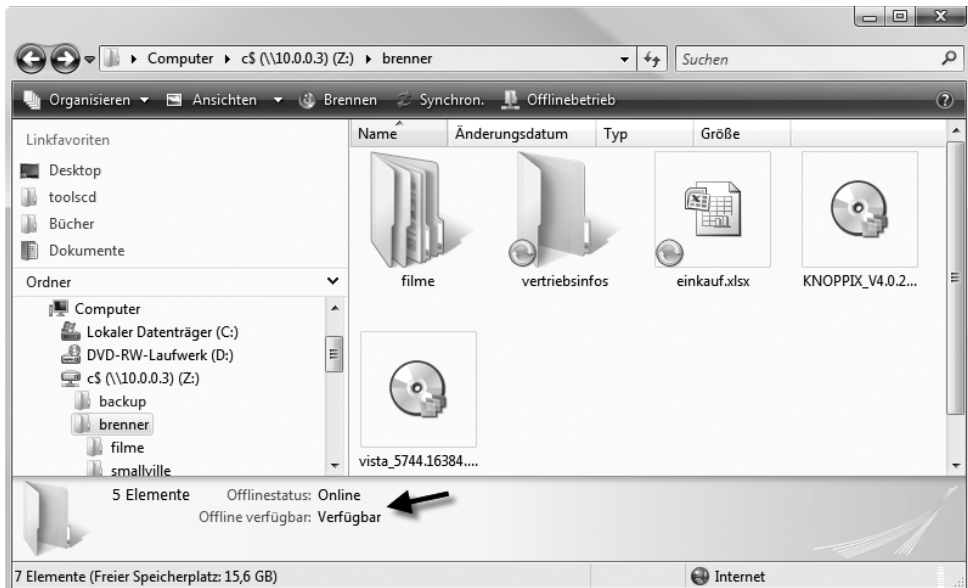 Computer ▸ c$ (\\10.0.0.3) (Z:) ▸ brenner
Suchen
Organisieren Ansichten Brennen Synchron. Offlinebetrieb
Linkfavoriten
Desktop
toolscd
Bücher
Dokumente
Ordner
Computer
Lokaler Datenträger (C:)
DVD-RW-Laufwerk (D:)
c$ (\\10.0.0.3) (Z:)
backup
brenner
filme
smallville
Name Änderungsdatum Typ Größe
filme
vertriebsinfos
einkauf.xlsx
KNOPPIX_V4.0.2...
vista_5744.16384....
5 Elemente Offlinestatus: Online
Offline verfügbar: Verfügbar
7 Elemente (Freier Speicherplatz: 15,6 GB)
Internet